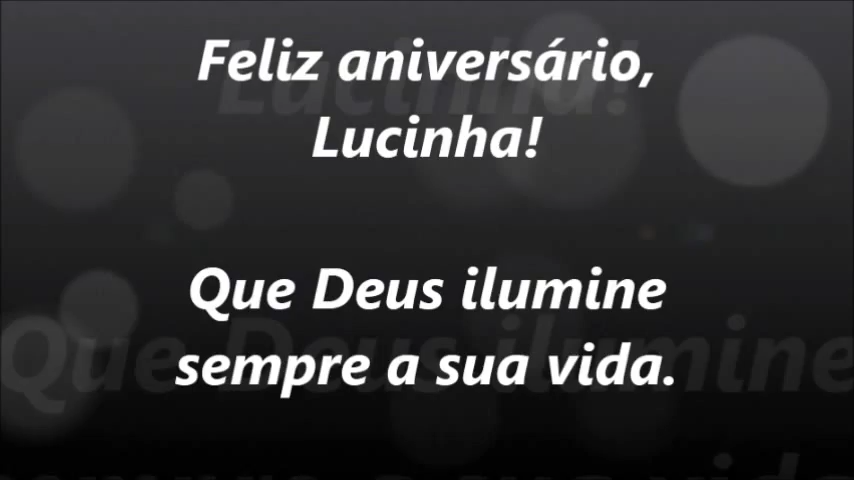 Feliz aniversário,
Lucinha!
Que Deus ilumine
sempre a sua vida.